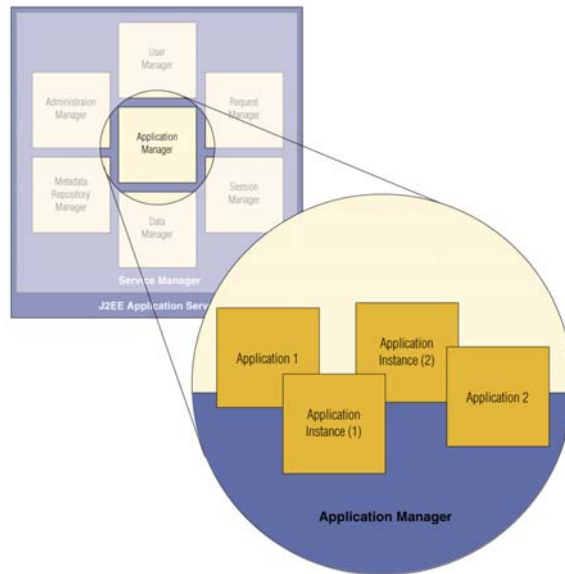 User
Manager
Administraion
Manager
Request
Manager
Application
Manager
Metadata
Repository
Manager
Session
Manager
Data
Manager
Service Manager
J2EE Application Serv
Application 1
Application
Instance (2)
Application 2
Application
Instance (1)
Application Manager